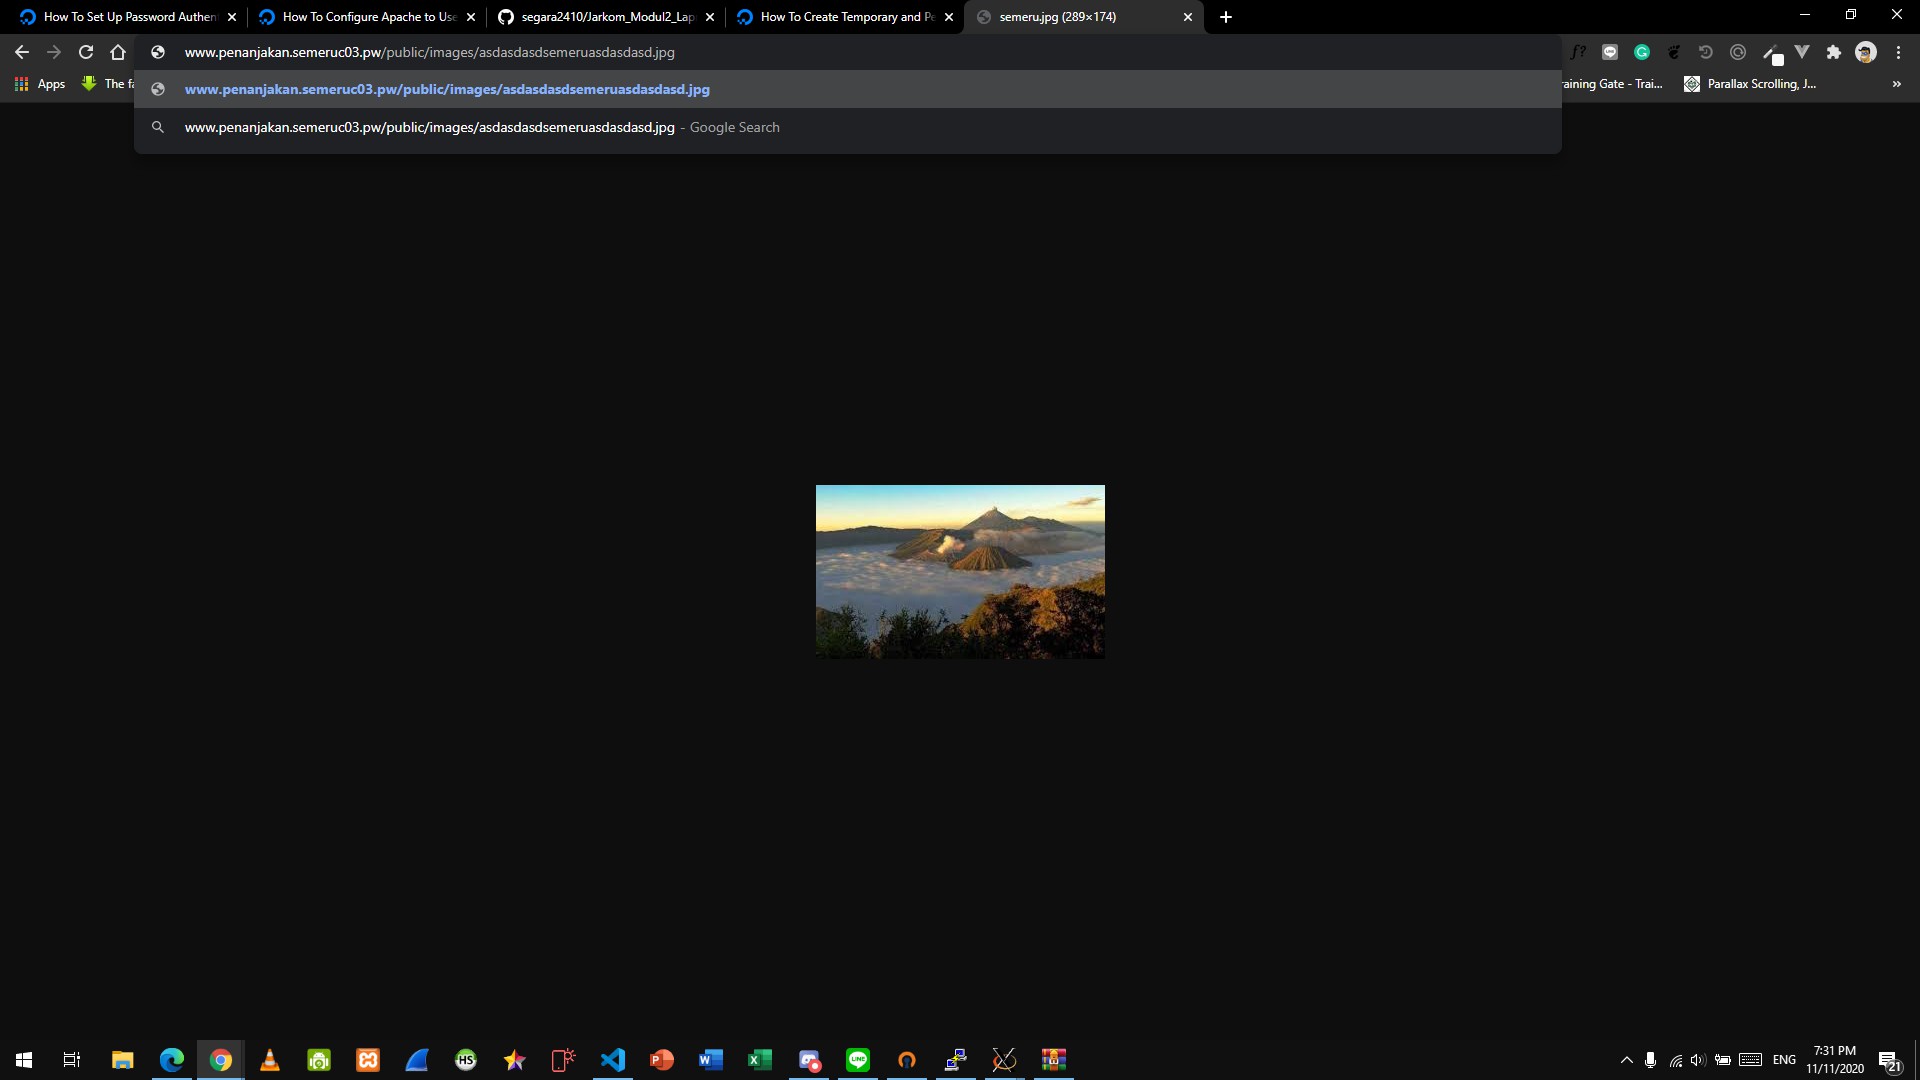 How To Set Up Password Authen
How To Configure Apache to Use
segara2410/Jarkom_Modul2_Lap
How To Create Temporary and Pe
semeru.jpg (289×174)
www.penanjakan.semeruc03.pw/public/images/asdasdasdsemeruasdasdasd.jpg
Apps
The fa
www.penanjakan.semeruc03.pw/public/images/asdasdasdsemeruasdasdasd.jpg
raining Gate - Trai...
Parallax Scrolling, J...
»
www.penanjakan.semeruc03.pw/public/images/asdasdasdsemeruasdasdasd.jpg - Google Search
HS
ENG
7:31 PM
11/11/2020
21